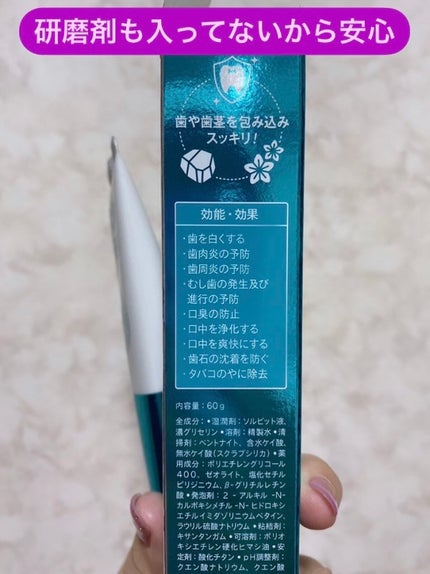 研磨剤も入ってないから安心
歯や歯茎を包み込み
スッキリ!
効能・効果
・歯を白くする
・歯肉炎の予防
・歯周炎の予防
・むし歯の発生及び
進行の予防
・口臭の防止
・口中を浄化する
・口中を爽快にする
・歯石の沈着を防ぐ
・タバコのやに除去
内容量:60g
全成分:•湿潤剤:ソルビット液、
濃グリセリン•溶剤:精製水•清
掃剤:ベントナイト、含水ケイ酸、
無水ケイ酸(スクラブシリカ)•薬
用成分:ポリエチレングリコール
400、ゼオライト、塩化セチル
ピリジニウム、β-グリチルレチン
酸•発泡剤:2-アルキル-N-
カルボキシメチル-N-ヒドロキシ
エチルイミダゾリニウムベタイン、
ラウリル硫酸ナトリウム•粘結剤:
キサンタンガム•可溶剤:ポリオ
キシエチレン硬化ヒマシ油•安
定剤:酸化チタン•pH調整剤:
クエン酸ナトリウム、クエン酸